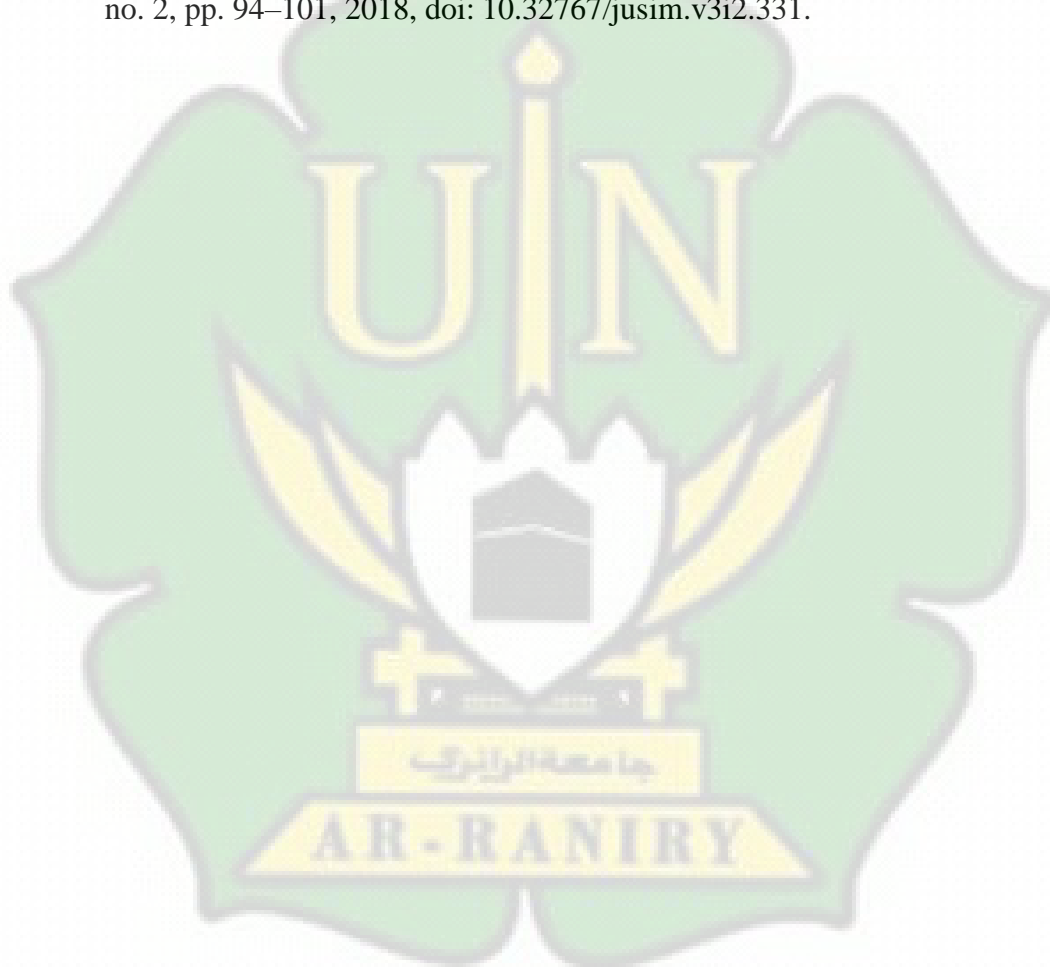 no. 2, pp. 94–101, 2018, doi: 10.32767/jusim.v3i2.331.
UIN
جامعة الرانري
AR-RANIRY